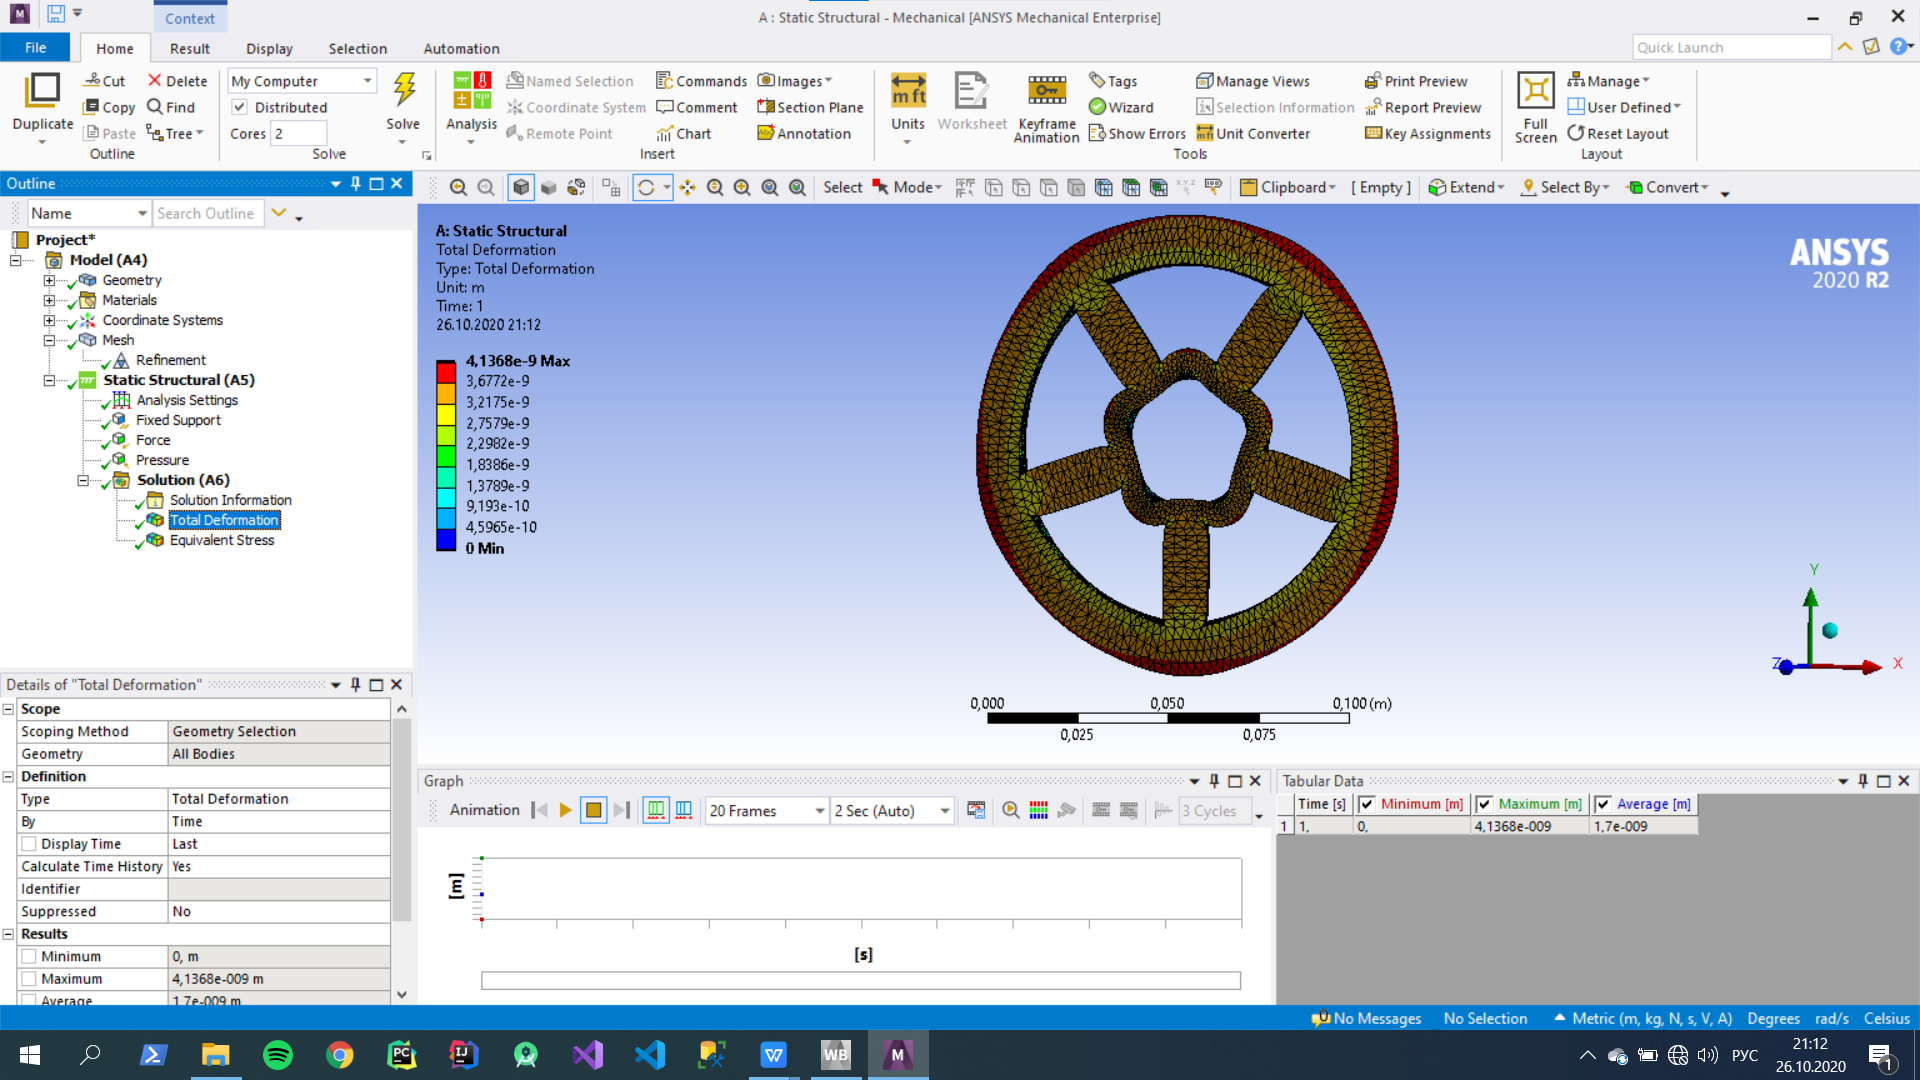 Context
A : Static Structural - Mechanical [ANSYS Mechanical Enterprise]
File Home Result Display Selection Automation
Quick Launch
Duplicate
Cut
Copy
Paste
Delete
Find
Tree
Outline
My Computer
Distributed
Cores 2
Solve
Solve
Analysis
Named Selection
Coordinate System
Remote Point
Commands
Comment
Chart
Images
Section Plane
Annotation
Insert
Units
Worksheet
Keyframe
Animation
Tags
Wizard
Show Errors
Manage Views
Selection Information
Unit Converter
Print Preview
Report Preview
Key Assignments
Tools
Full
Screen
Manage
User Defined
Reset Layout
Layout
Outline
Name Search Outline
Project*
Model (A4)
Geometry
Materials
Coordinate Systems
Mesh
Refinement
Static Structural (A5)
Analysis Settings
Fixed Support
Force
Pressure
Solution (A6)
Solution Information
Total Deformation
Equivalent Stress
Select Mode Clipboard [ Empty ] Extend Select By Convert
A: Static Structural
Total Deformation
Type: Total Deformation
Unit: m
Time: 1
26.10.2020 21:12
4,1368e-9 Max
3,6772e-9
3,2175e-9
2,7579e-9
2,2982e-9
1,8386e-9
1,3789e-9
9,193e-10
4,5965e-10
0 Min
ANSYS
2020 R2
Y
Z
X
0,000 0,050 0,100 (m)
0,025 0,075
Details of "Total Deformation"
Scope
Scoping Method Geometry Selection
Geometry All Bodies
Definition
Type Total Deformation
By Time
Display Time Last
Calculate Time History Yes
Identifier
Suppressed No
Results
Minimum 0, m
Maximum 4,1368e-009 m
Average 1,7e-009 m
Graph
Animation 20 Frames 2 Sec (Auto) 3 Cycles
[m]
[s]
Tabular Data
Time [s] Minimum [m] Maximum [m] Average [m]
1 1, 0, 4,1368e-009 1,7e-009
No Messages No Selection Metric (m, kg, N, s, V, A) Degrees rad/s Celsius
РУС
21:12
26.10.2020
1